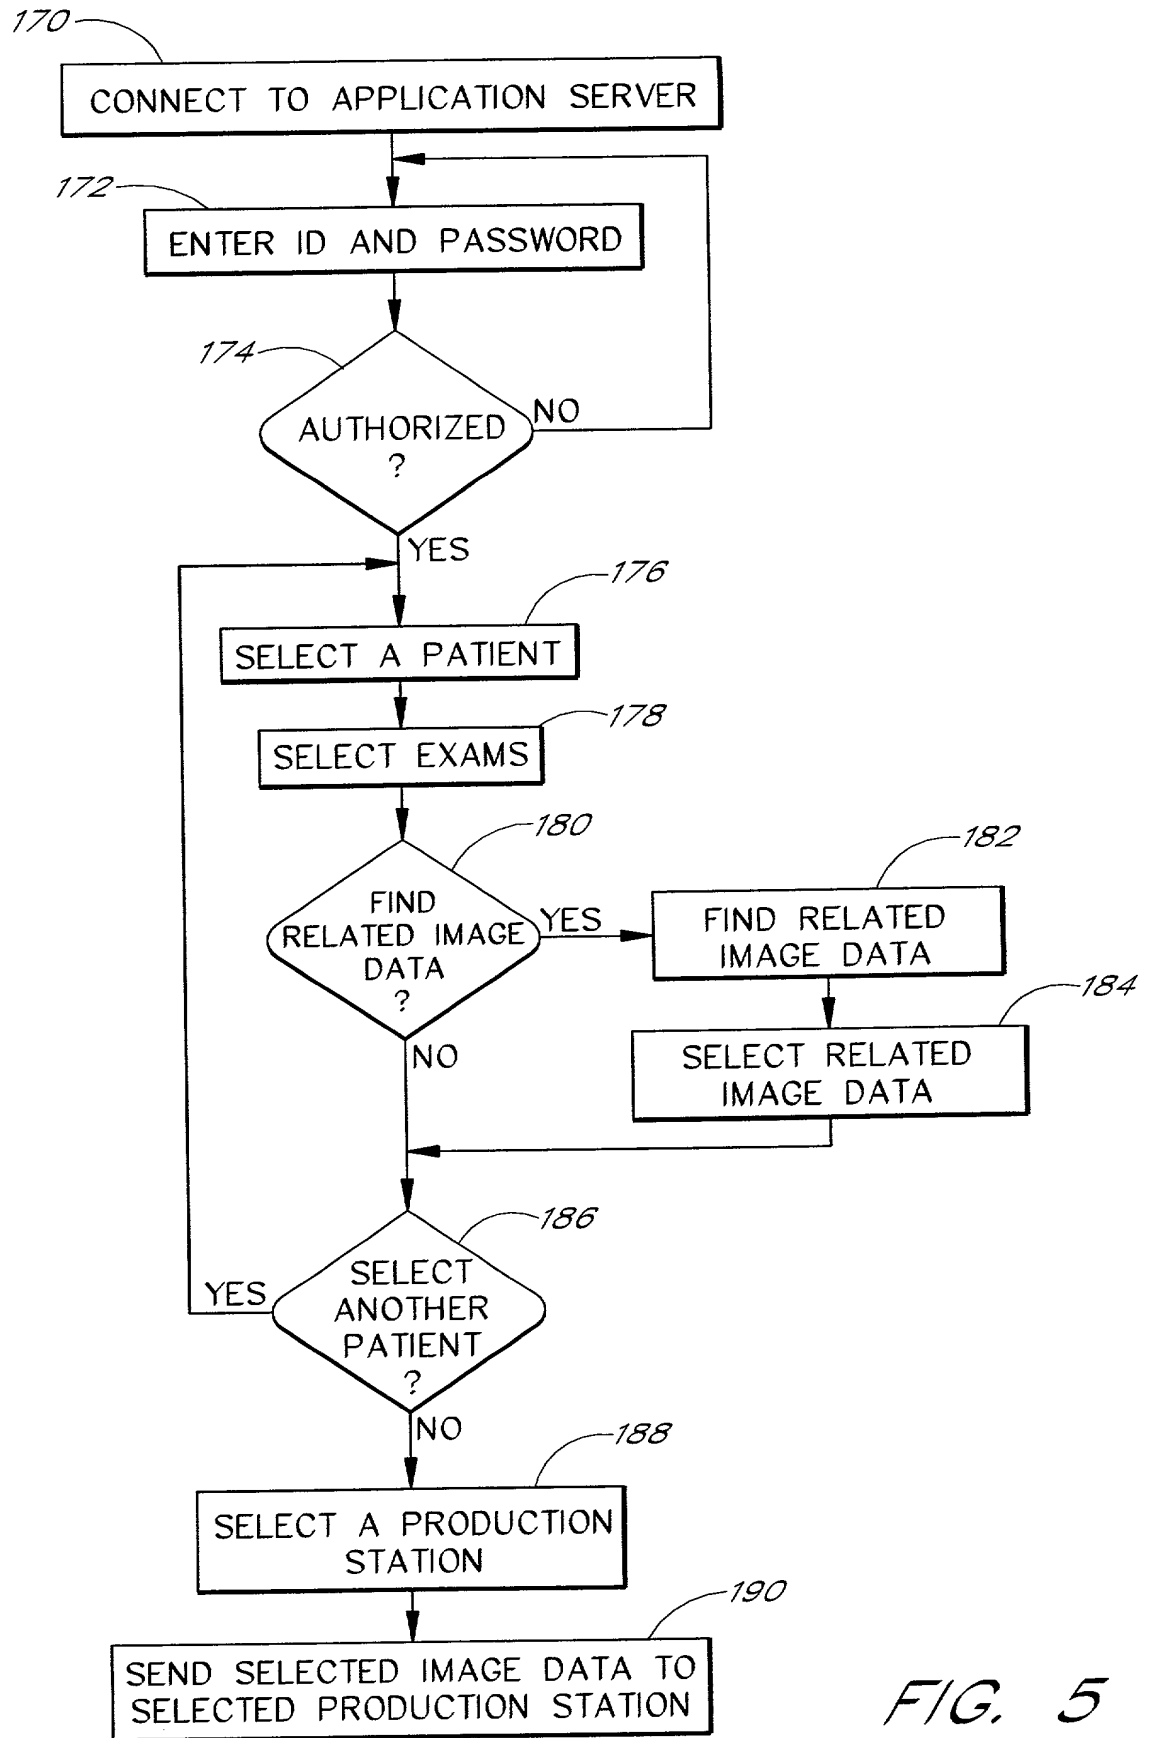 170
CONNECT TO APPLICATION SERVER
172
ENTER ID AND PASSWORD
174
AUTHORIZED
?
NO
YES
176
SELECT A PATIENT
178
SELECT EXAMS
180
FIND
RELATED IMAGE
DATA
?
YES
182
FIND RELATED
IMAGE DATA
184
SELECT RELATED
IMAGE DATA
NO
186
SELECT
ANOTHER
PATIENT
?
YES
NO
188
SELECT A PRODUCTION
STATION
190
SEND SELECTED IMAGE DATA TO
SELECTED PRODUCTION STATION
FIG. 5